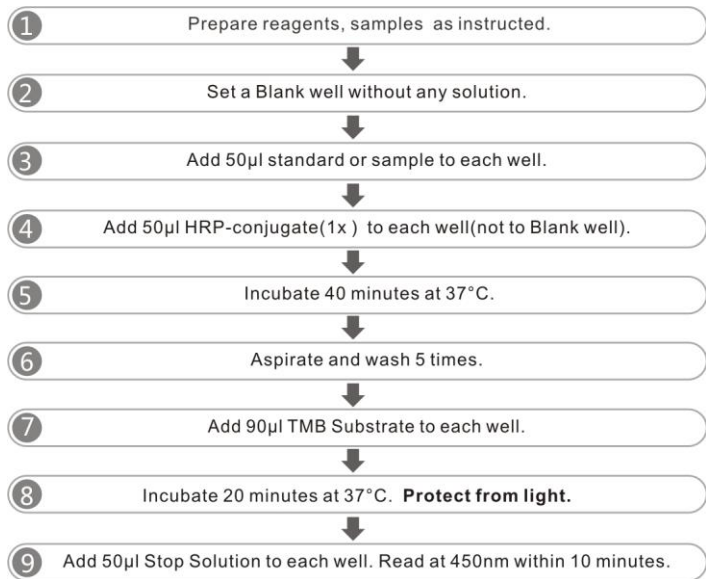 1 Prepare reagents, samples as instructed.
2 Set a Blank well without any solution.
3 Add 50μl standard or sample to each well.
4 Add 50μl HRP-conjugate(1x ) to each well(not to Blank well).
5 Incubate 40 minutes at 37°C.
6 Aspirate and wash 5 times.
7 Add 90μl TMB Substrate to each well.
8 Incubate 20 minutes at 37°C. Protect from light.
9 Add 50μl Stop Solution to each well. Read at 450nm within 10 minutes.